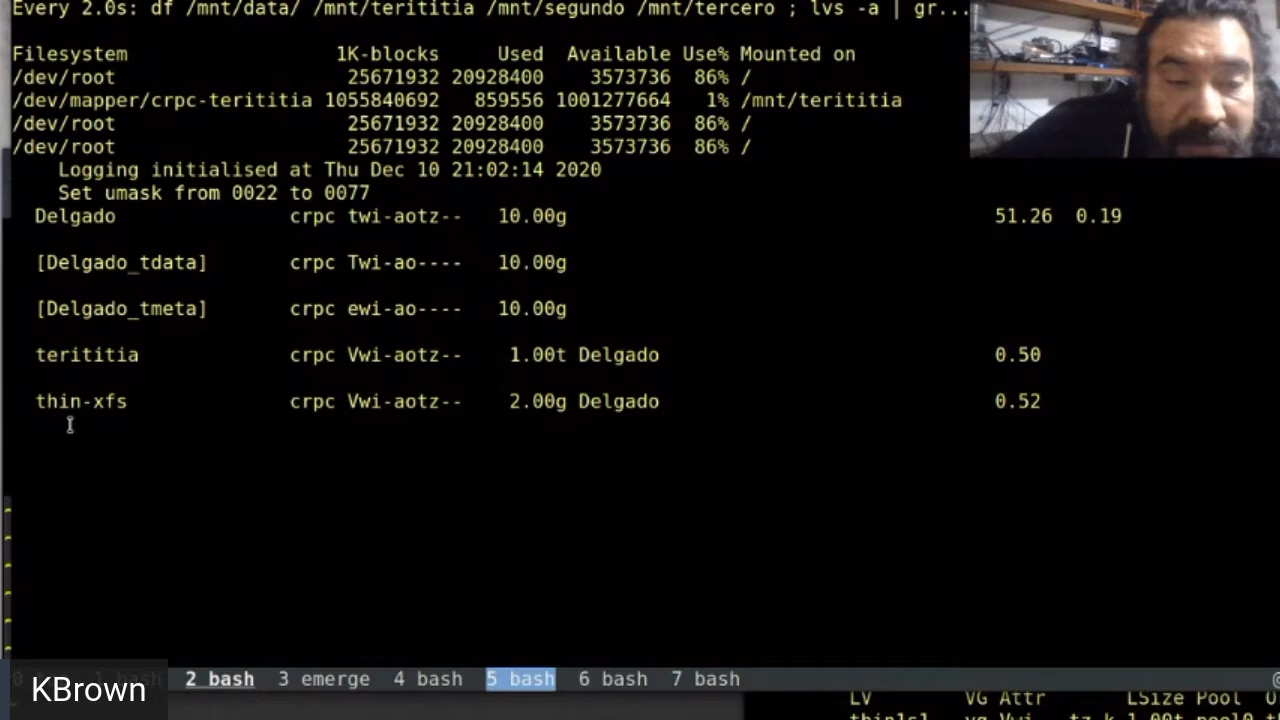 Every 2.0s: df /mnt/data/ /mnt/terititia /mnt/segundo /mnt/tercero ; lvs -a | gr...
Filesystem 1K-blocks Used Available Use% Mounted on
/dev/root 25671932 20928400 3573736 86% /
/dev/mapper/crpc-terititia 1055840692 859556 1001277664 1% /mnt/terititia
/dev/root 25671932 20928400 3573736 86% /
/dev/root 25671932 20928400 3573736 86% /
Logging initialised at Thu Dec 10 21:02:14 2020
Set umask from 0022 to 0077
Delgado crpc twi-aotz-- 10.00g 51.26 0.19
[Delgado_tdata] crpc Twi-ao---- 10.00g
[Delgado_tmeta] crpc ewi-ao---- 10.00g
terititia crpc Vwi-aotz-- 1.00t Delgado 0.50
thin-xfs crpc Vwi-aotz-- 2.00g Delgado 0.52
bash 2 bash 3 emerge 4 bash 5 bash 6 bash 7 bash
KBrown
LV VG Attr LSize Pool